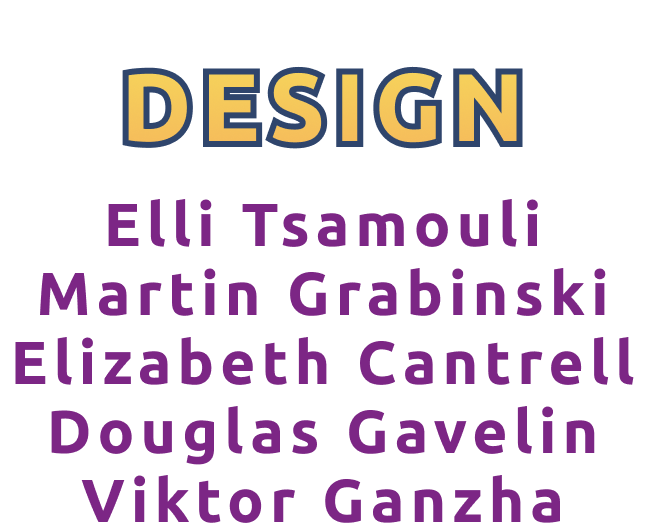 DESIGN
Elli Tsamouli
Martin Grabinski
Elizabeth Cantrell
Douglas Gavelin
Viktor Ganzha